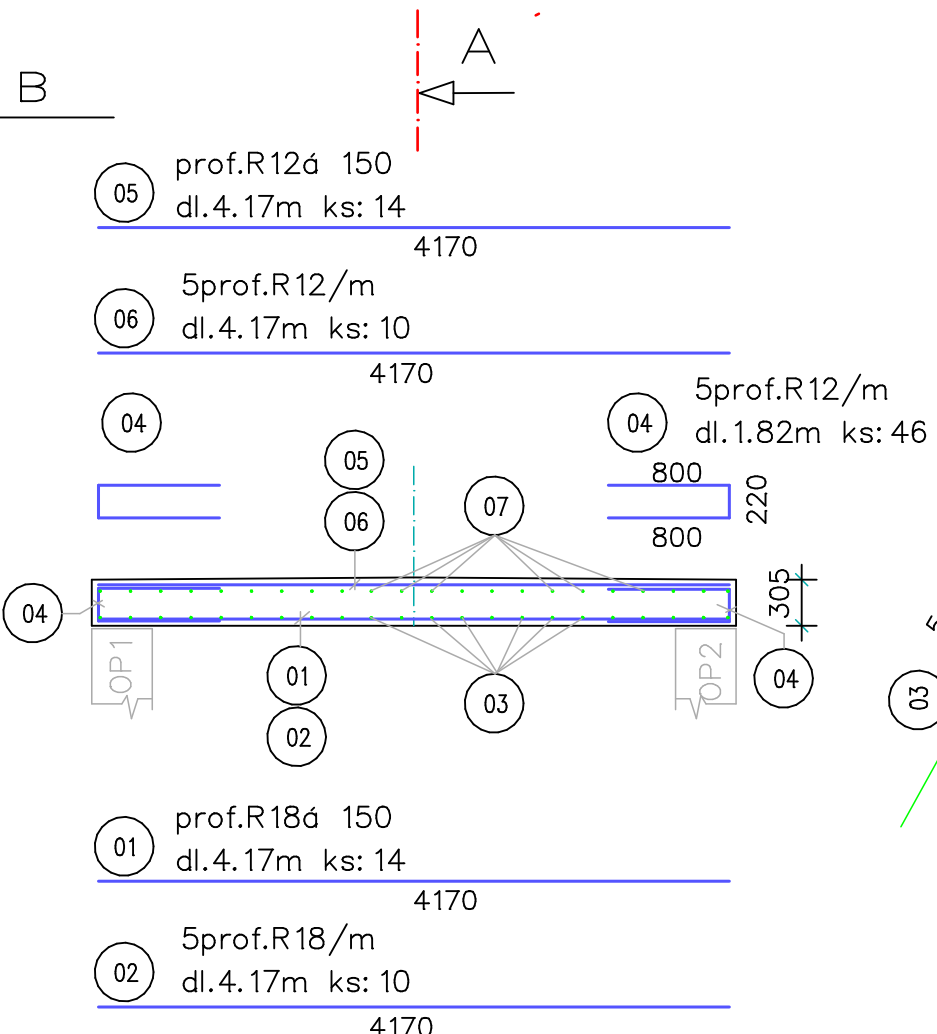 A
B
prof.R12á 150
05
dl.4.17m ks: 14
4170
5prof.R12/m
06
dl.4.17m ks: 10
4170
5prof.R12/m
04
04
dl.1.82m ks: 46
800
220
800
05
06
07
04
305
OP1
OP2
01
02
03
04
03
prof.R18á 150
01
dl.4.17m ks: 14
4170
5prof.R18/m
02
dl.4.17m ks: 10
4170